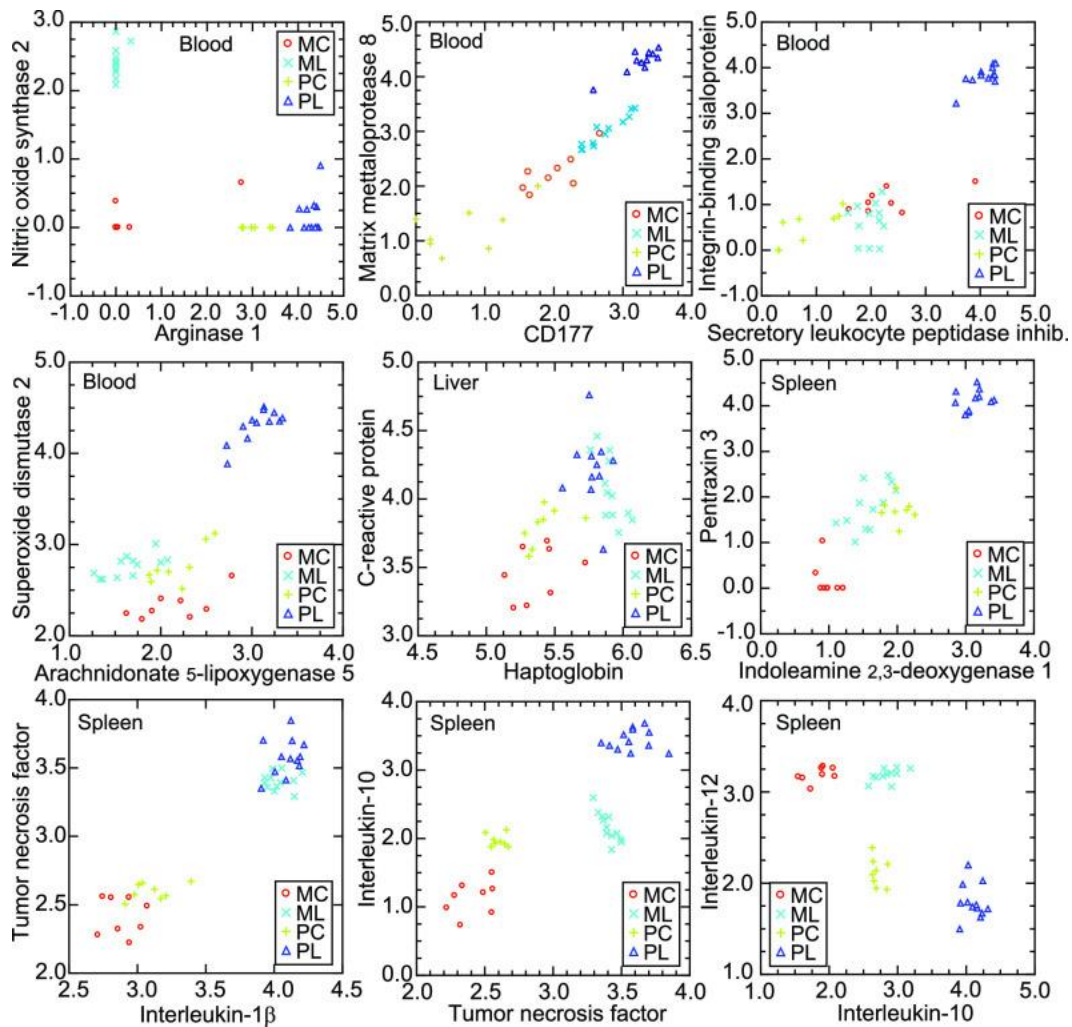 Nitric oxide synthase 2
3.0
2.0
1.0
0.0
-1.0
Blood
MC
ML
PC
PL
-1.0 0.0 1.0 2.0 3.0 4.0 5.0
Arginase 1
Matrix mettaloprotease 8
5.0
4.0
3.0
2.0
1.0
0.0
Blood
MC
ML
PC
PL
0.0 1.0 2.0 3.0 4.0
CD177
Integrin-binding sialoprotein
5.0
4.0
3.0
2.0
1.0
0.0
-1.0
Blood
MC
ML
PC
PL
0.0 1.0 2.0 3.0 4.0 5.0
Secretory leukocyte peptidase inhib.
Superoxide dismutase 2
5.0
4.0
3.0
2.0
Blood
MC
ML
PC
PL
1.0 2.0 3.0 4.0
Arachnidonate 5-lipoxygenase 5
C-reactive protein
5.0
4.5
4.0
3.5
3.0
Liver
MC
ML
PC
PL
4.5 5.0 5.5 6.0 6.5
Haptoglobin
Pentraxin 3
5.0
4.0
3.0
2.0
1.0
0.0
-1.0
Spleen
MC
ML
PC
PL
0.0 1.0 2.0 3.0 4.0
Indoleamine 2,3-deoxygenase 1
Tumor necrosis factor
4.0
3.5
3.0
2.5
2.0
Spleen
MC
ML
PC
PL
2.5 3.0 3.5 4.0 4.5
Interleukin-1β
Interleukin-10
4.0
3.0
2.0
1.0
0.0
Spleen
MC
ML
PC
PL
2.0 2.5 3.0 3.5 4.0
Tumor necrosis factor
Interleukin-12
4.0
3.0
2.0
1.0
Spleen
MC
ML
PC
PL
1.0 2.0 3.0 4.0 5.0
Interleukin-10